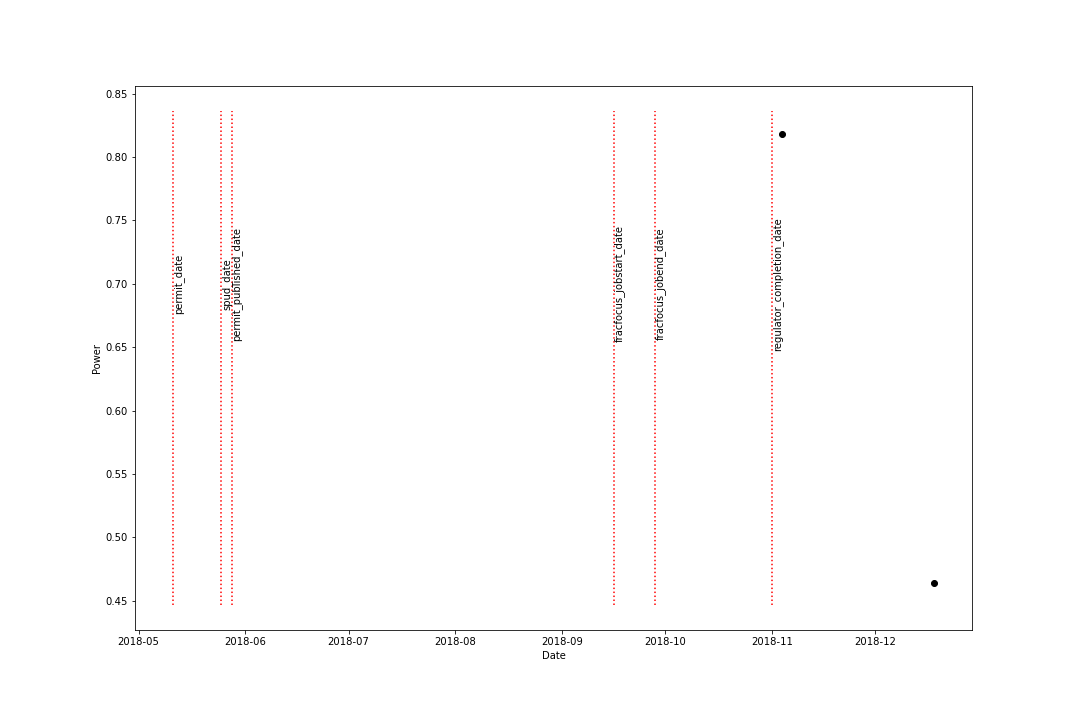 0.85
0.80
0.75
0.70
0.65
0.60
0.55
0.50
0.45
Power
permit_date
spud_date
permit_published_date
fracfocus_jobstart_date
fracfocus_jobend_date
regulator_completion_date
2018-05
2018-06
2018-07
2018-08
2018-09
2018-10
2018-11
2018-12
Date